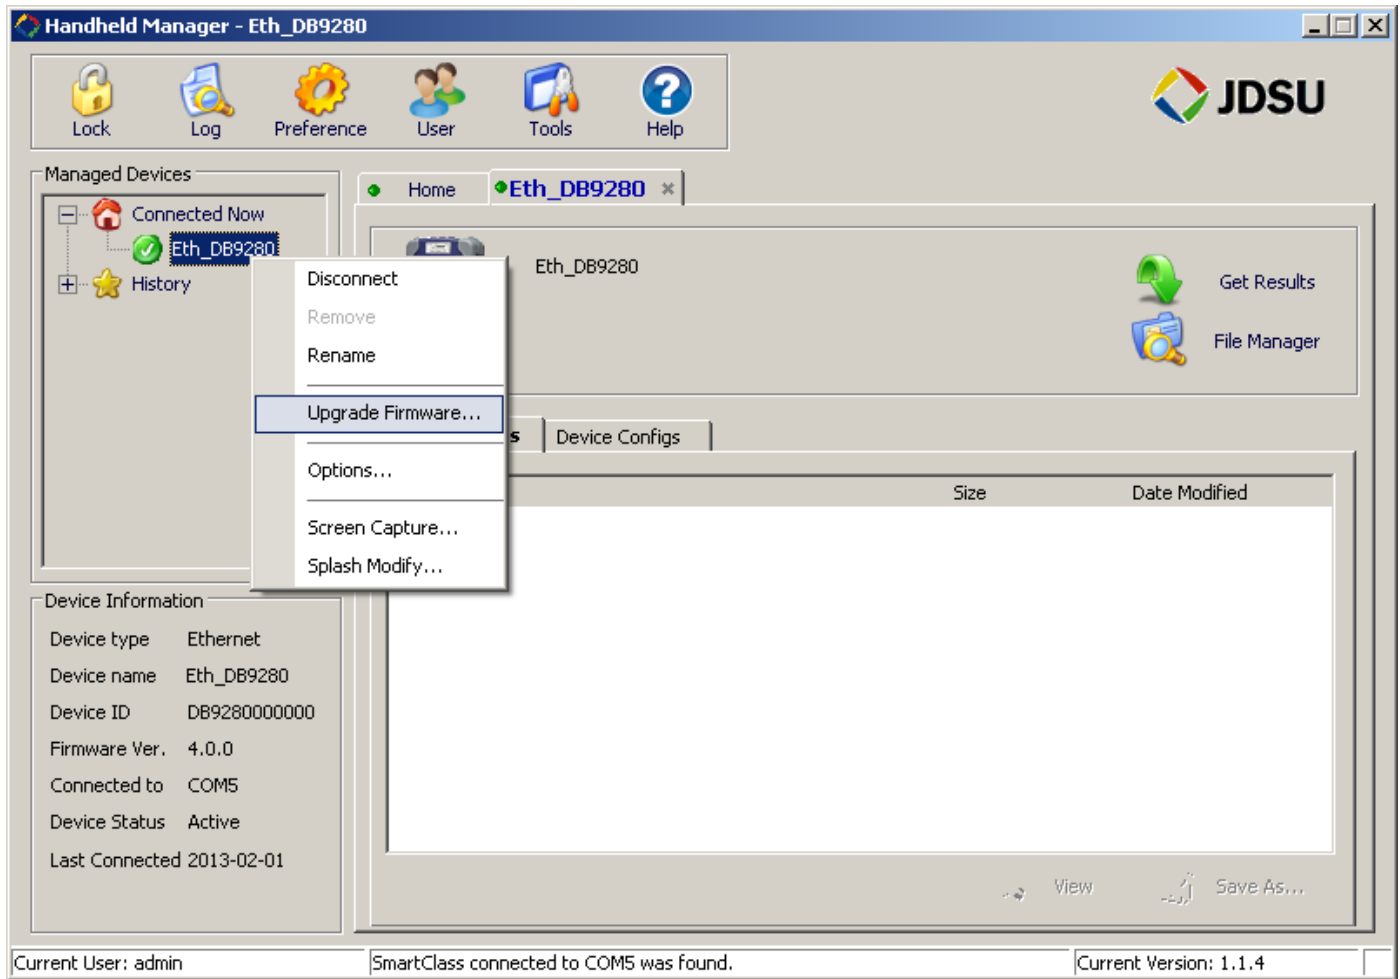 Handheld Manager - Eth_DB9280
Lock Log Preference User Tools Help
JDSU
Managed Devices
Connected Now
Eth_DB9280
History
Home Eth_DB9280
Eth_DB9280
Get Results
File Manager
Disconnect
Remove
Rename
Upgrade Firmware...
Options...
Screen Capture...
Splash Modify...
s Device Configs
Size Date Modified
Device Information
Device type Ethernet
Device name Eth_DB9280
Device ID DB9280000000
Firmware Ver. 4.0.0
Connected to COM5
Device Status Active
Last Connected 2013-02-01
View Save As...
Current User: admin SmartClass connected to COM5 was found. Current Version: 1.1.4